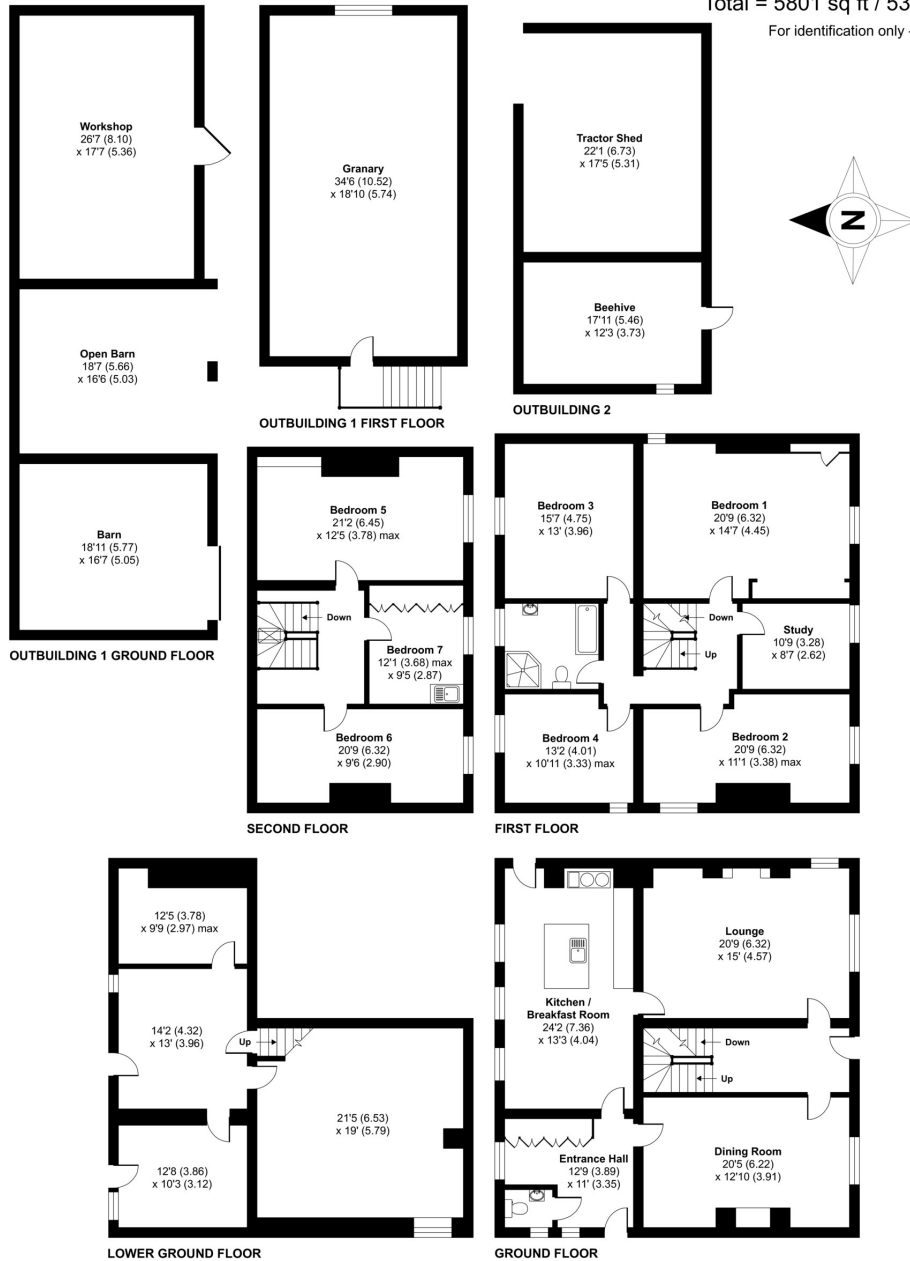 Total = 5801 sq ft / 53
For identification only -
Workshop
26'7 (8.10)
x 17'7 (5.36)
Granary
34'6 (10.52)
x 18'10 (5.74)
Tractor Shed
22'1 (6.73)
x 17'5 (5.31)
N
Beehive
17'11 (5.46)
x 12'3 (3.73)
Open Barn
18'7 (5.66)
x 16'6 (5.03)
OUTBUILDING 1 FIRST FLOOR
OUTBUILDING 2
Barn
18'11 (5.77)
x 16'7 (5.05)
OUTBUILDING 1 GROUND FLOOR
Bedroom 5
21'2 (6.45)
x 12'5 (3.78) max
Down
Bedroom 7
12'1 (3.68) max
x 9'5 (2.87)
Bedroom 6
20'9 (6.32)
x 9'6 (2.90)
SECOND FLOOR
Bedroom 3
15'7 (4.75)
x 13' (3.96)
Bedroom 1
20'9 (6.32)
x 14'7 (4.45)
Down
Up
Study
10'9 (3.28)
x 8'7 (2.62)
Bedroom 4
13'2 (4.01)
x 10'11 (3.33) max
Bedroom 2
20'9 (6.32)
x 11'1 (3.38) max
FIRST FLOOR
12'5 (3.78)
x 9'9 (2.97) max
14'2 (4.32)
x 13' (3.96)
Up
21'5 (6.53)
x 19' (5.79)
12'8 (3.86)
x 10'3 (3.12)
LOWER GROUND FLOOR
Lounge
20'9 (6.32)
x 15' (4.57)
Kitchen /
Breakfast Room
24'2 (7.36)
x 13'3 (4.04)
Down
Up
Entrance Hall
12'9 (3.89)
x 11' (3.35)
Dining Room
20'5 (6.22)
x 12'10 (3.91)
GROUND FLOOR